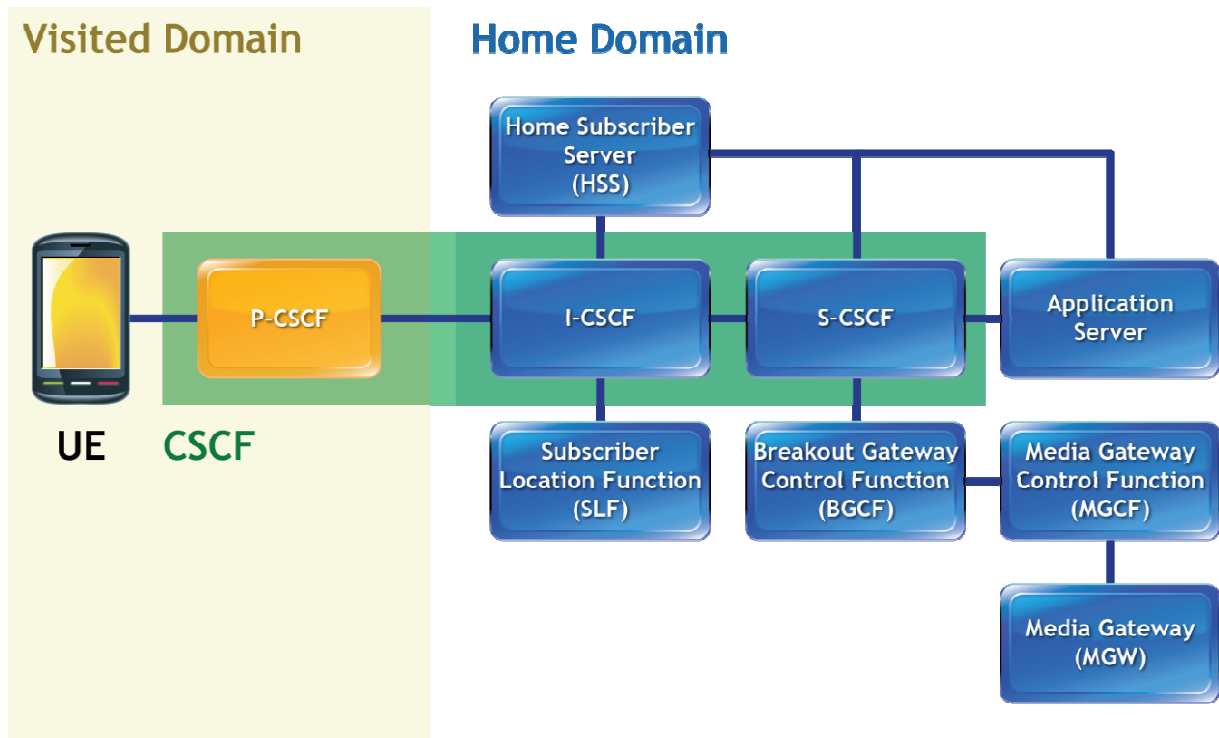 Visited Domain
Home Domain
Home Subscriber
Server
(HSS)
P-CSCF
I-CSCF
S-CSCF
Application
Server
UE
CSCF
Subscriber
Location Function
(SLF)
Breakout Gateway
Control Function
(BGCF)
Media Gateway
Control Function
(MGCF)
Media Gateway
(MGW)